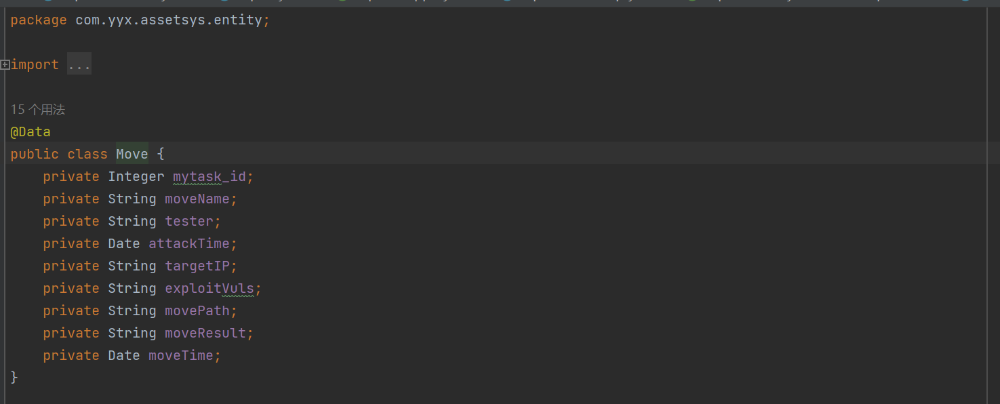 package com.yyx.assetsys.entity;
import ...
15 个用法
@Data
public class Move {
private Integer mytask_id;
private String moveName;
private String tester;
private Date attackTime;
private String targetIP;
private String exploitVuls;
private String movePath;
private String moveResult;
private Date moveTime;
}